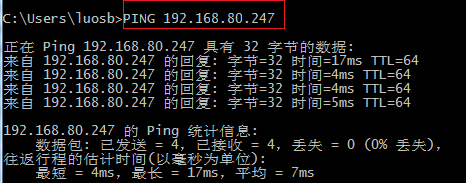 C:\Users\luosb>PING 192.168.80.247
正在 Ping 192.168.80.247 具有 32 字节的数据:
来自 192.168.80.247 的回复: 字节=32 时间=17ms TTL=64
来自 192.168.80.247 的回复: 字节=32 时间=4ms TTL=64
来自 192.168.80.247 的回复: 字节=32 时间=4ms TTL=64
来自 192.168.80.247 的回复: 字节=32 时间=5ms TTL=64
192.168.80.247 的 Ping 统计信息:
数据包: 已发送 = 4，已接收 = 4，丢失 = 0 (0% 丢失)，
往返行程的估计时间(以毫秒为单位):
最短 = 4ms，最长 = 17ms，平均 = 7ms